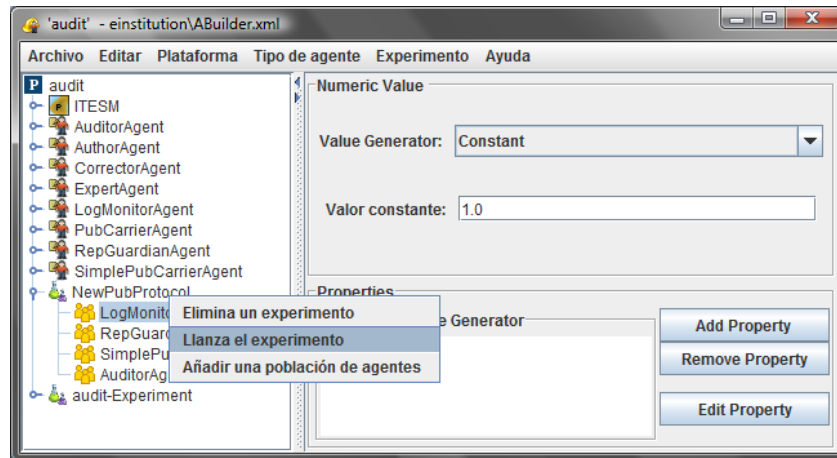 'audit' - einstitution\ABuilder.xml
Archivo Editar Plataforma Tipo de agente Experimento Ayuda
P audit
ITESM
AuditorAgent
AuthorAgent
CorrectorAgent
ExpertAgent
LogMonitorAgent
PubCarrierAgent
RepGuardianAgent
SimplePubCarrierAgent
NewPubProtocol
LogMonito
RepGuard
SimplePu
AuditorAg
audit-Experiment
Elimina un experimento
Llanza el experimento
Añadir una población de agentes
Numeric Value
Value Generator: Constant
Valor constante: 1.0
Properties
e Generator
Add Property
Remove Property
Edit Property